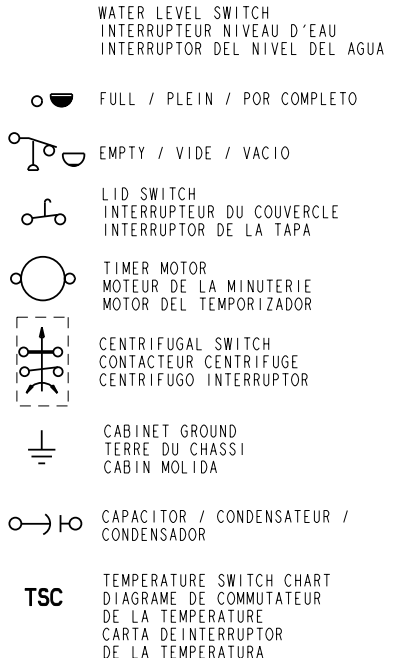 WATER LEVEL SWITCH
INTERRUPTEUR NIVEAU D'EAU
INTERRUPTOR DEL NIVEL DEL AGUA
FULL / PLEIN / POR COMPLETO
EMPTY / VIDE / VACIO
LID SWITCH
INTERRUPTEUR DU COUVERCLE
INTERRUPTOR DE LA TAPA
TIMER MOTOR
MOTEUR DE LA MINUTERIE
MOTOR DEL TEMPORIZADOR
CENTRIFUGAL SWITCH
CONTACTEUR CENTRIFUGE
CENTRIFUGO INTERRUPTOR
CABINET GROUND
TERRE DU CHASSI
CABIN MOLIDA
CAPACITOR / CONDENSATEUR /
CONDENSADOR
TSC
TEMPERATURE SWITCH CHART
DIAGRAME DE COMMUTATEUR
DE LA TEMPERATURE
CARTA DEINTERRUPTOR
DE LA TEMPERATURA